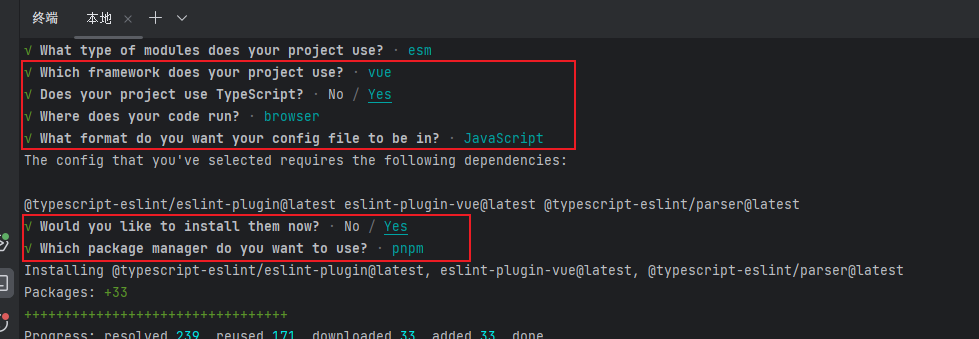 终端 本地 × + ∨
√ What type of modules does your project use? · esm
√ Which framework does your project use? · vue
√ Does your project use TypeScript? · No / Yes
√ Where does your code run? · browser
√ What format do you want your config file to be in? · JavaScript
The config that you've selected requires the following dependencies:
@typescript-eslint/eslint-plugin@latest eslint-plugin-vue@latest @typescript-eslint/parser@latest
√ Would you like to install them now? · No / Yes
√ Which package manager do you want to use? · pnpm
Installing @typescript-eslint/eslint-plugin@latest, eslint-plugin-vue@latest, @typescript-eslint/parser@latest
Packages: +33
+++++++++++++++++++++++++++++++++
Progress: resolved 239, reused 171, downloaded 33, added 33, done